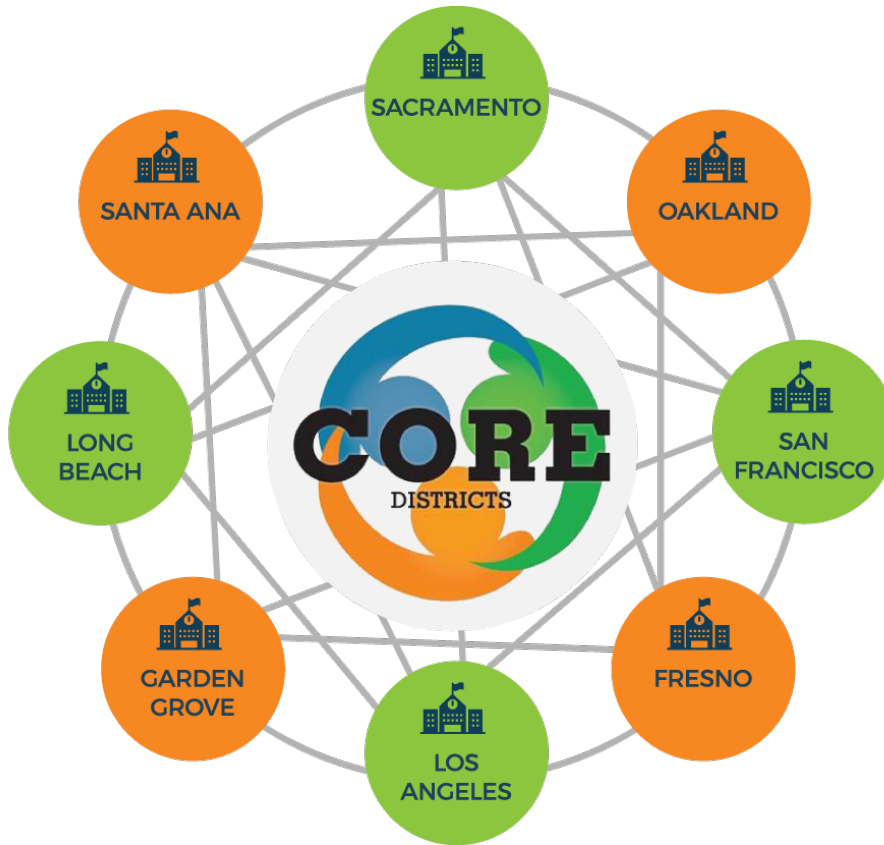 SACRAMENTO
SANTA ANA
OAKLAND
CORE
DISTRICTS
LONG
BEACH
SAN
FRANCISCO
GARDEN
GROVE
FRESNO
LOS
ANGELES